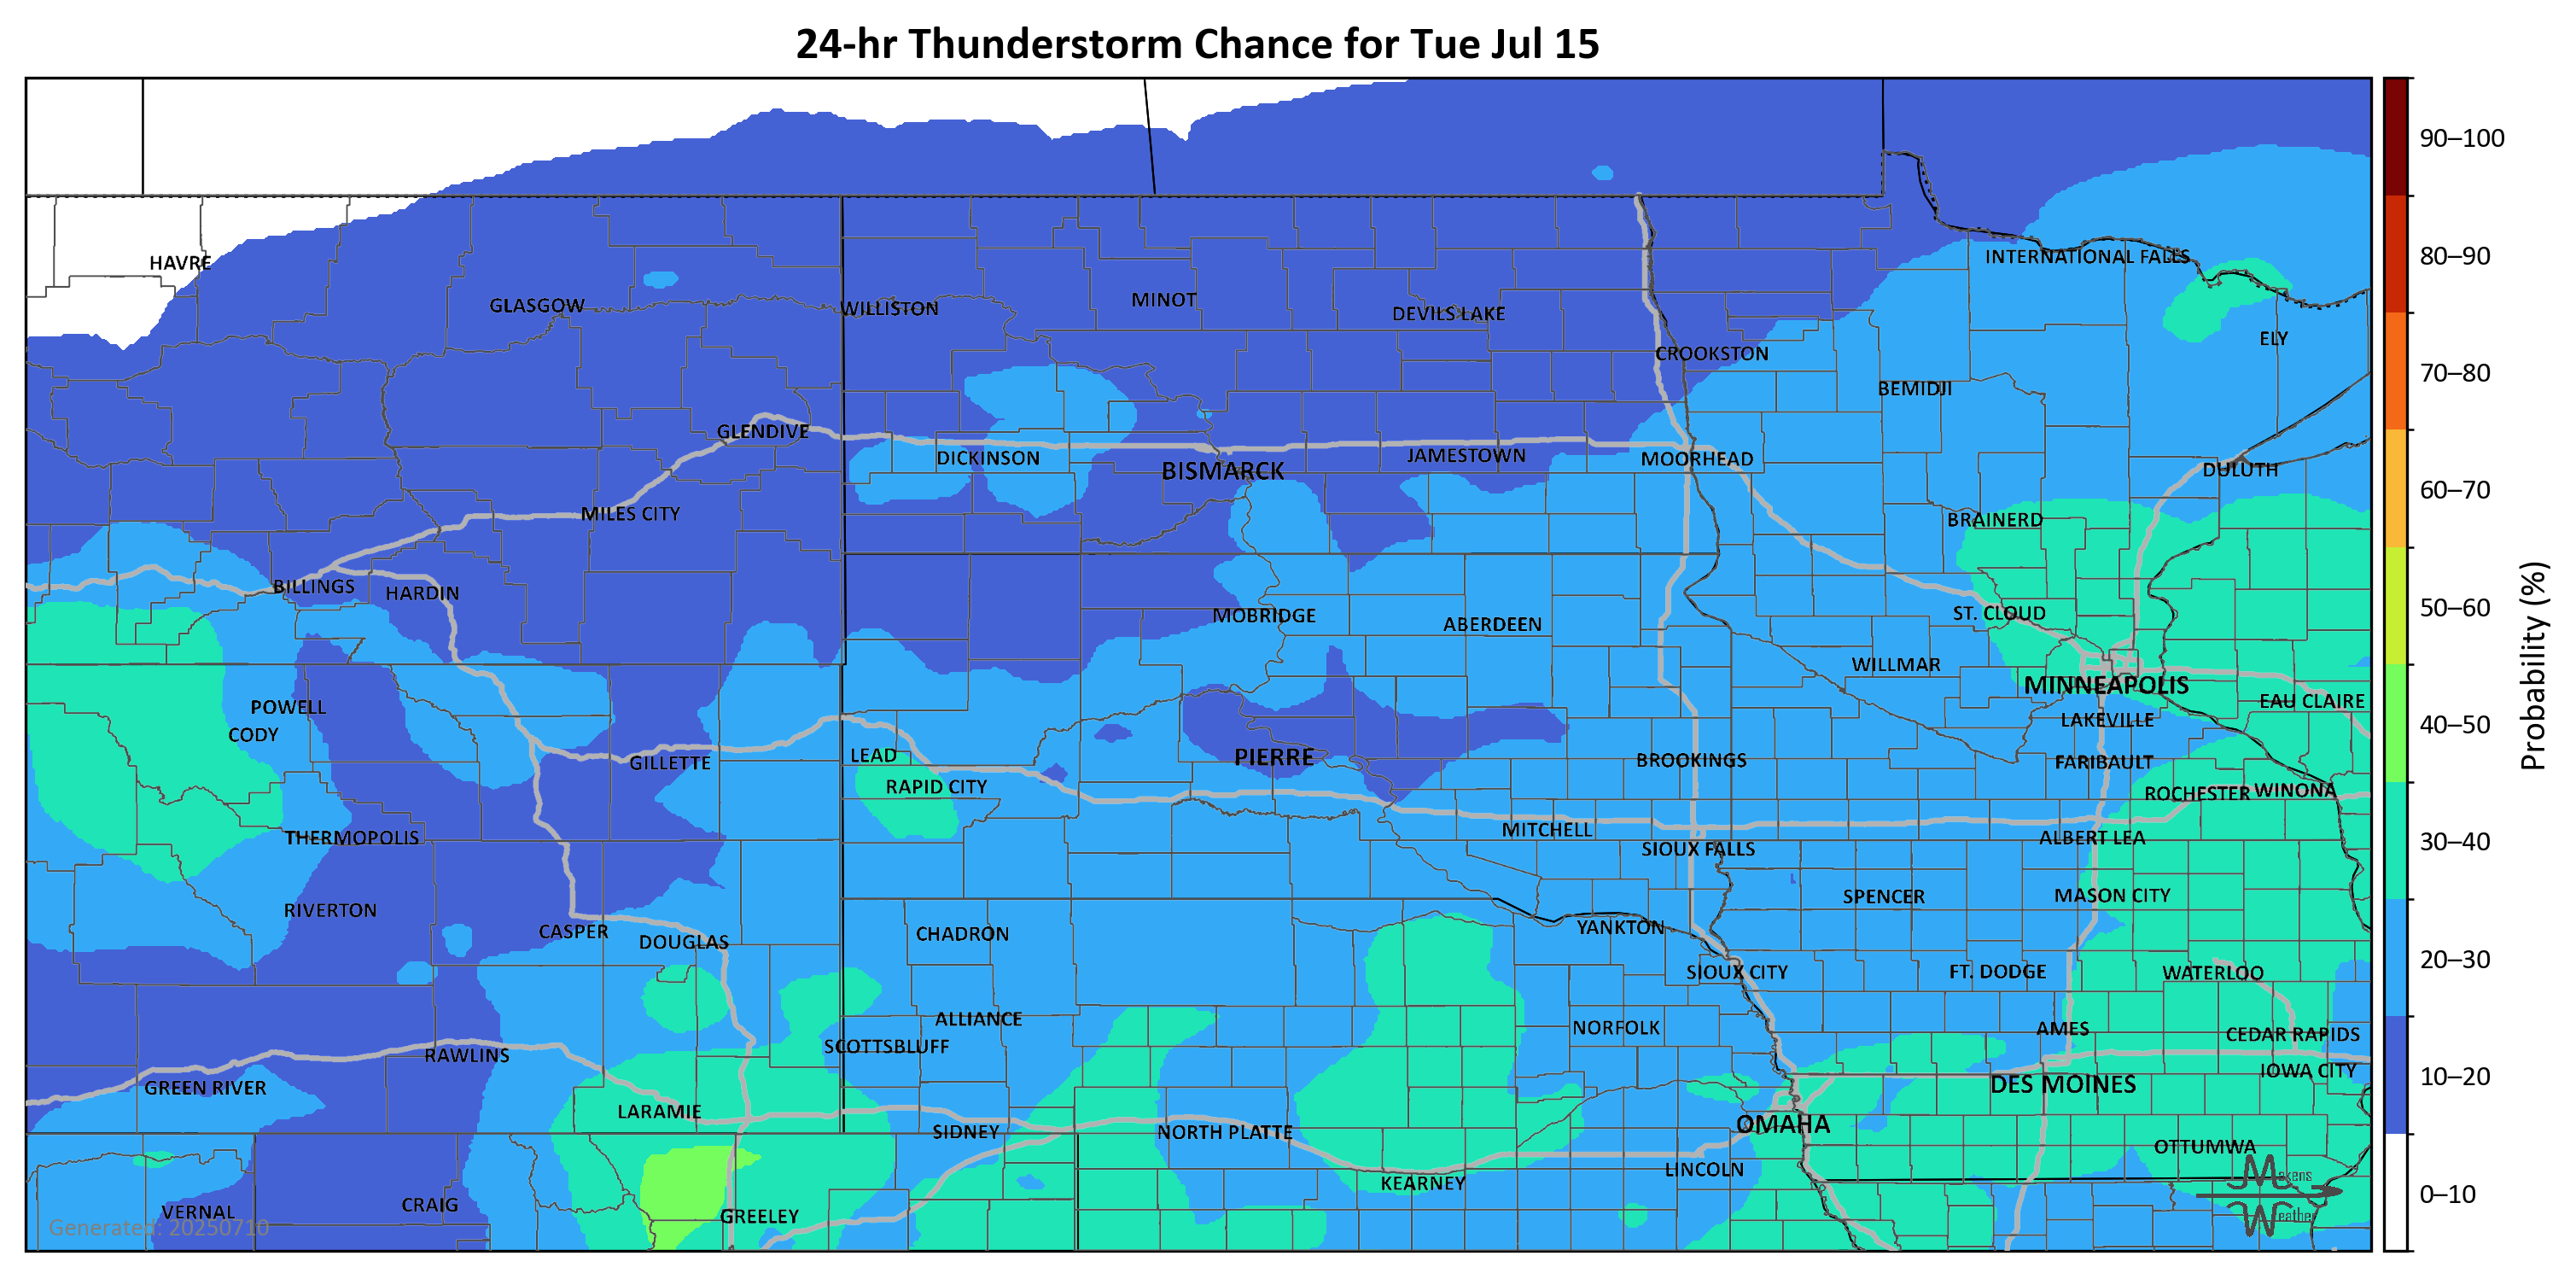 24-hr Thunderstorm Chance for Tue Jul 15
90–100
80–90
70–80
60–70
50–60
40–50
30–40
20–30
10–20
0–10
Probability (%)
HAVRE
INTERNATIONAL FALLS
GLASGOW
WILLISTON
MINOT
DEVILS LAKE
ELY
CROOKSTON
BEMIDJI
GLENDIVE
DICKINSON
BISMARCK
JAMESTOWN
MOORHEAD
DULUTH
MILES CITY
BRAINERD
BILLINGS
HARDIN
MOBRIDGE
ABERDEEN
ST. CLOUD
WILLMAR
MINNEAPOLIS
EAU CLAIRE
POWELL
LAKEVILLE
CODY
GILLETTE
LEAD
PIERRE
BROOKINGS
FARIBAULT
RAPID CITY
ROCHESTER
WINONA
THERMOPOLIS
MITCHELL
ALBERT LEA
SIOUX FALLS
RIVERTON
SPENCER
MASON CITY
CASPER
DOUGLAS
CHADRON
YANKTON
SIOUX CITY
FT. DODGE
WATERLOO
ALLIANCE
NORFOLK
AMES
CEDAR RAPIDS
RAWLINS
SCOTTSBLUFF
GREEN RIVER
DES MOINES
IOWA CITY
LARAMIE
SIDNEY
NORTH PLATTE
OMAHA
OTTUMWA
LINCOLN
KEARNEY
VERNAL
CRAIG
GREELEY
Generated: 20250710
Makens
Weather